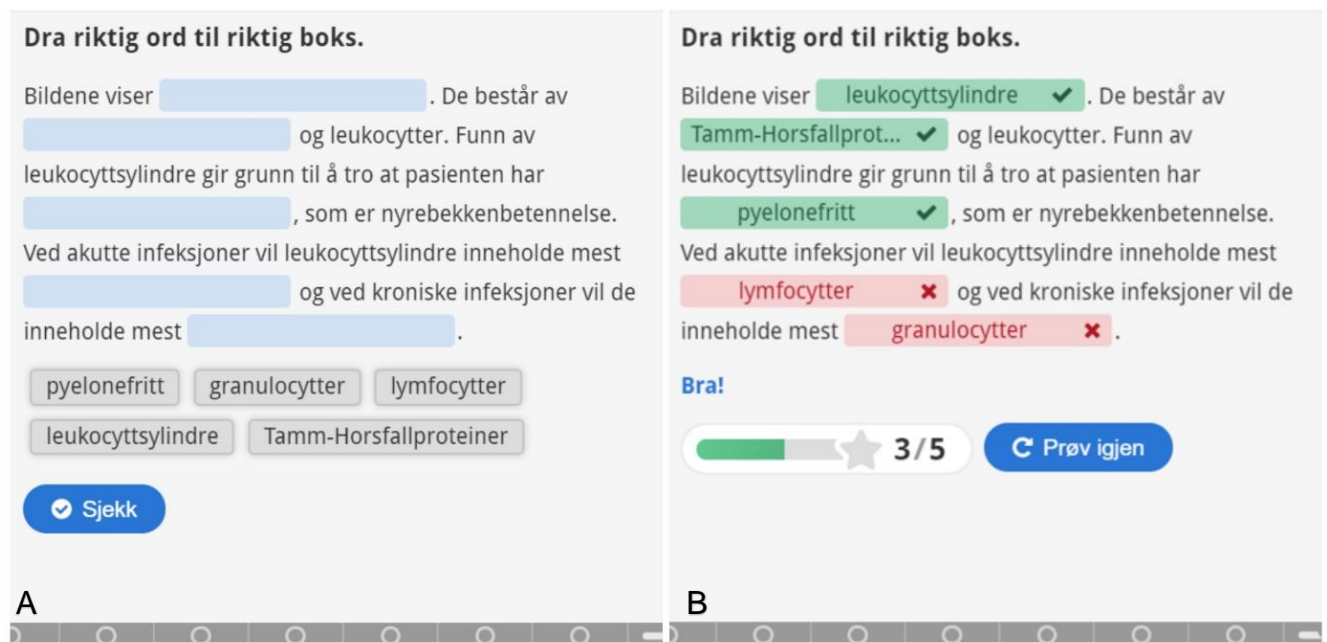 Dra riktig ord til riktig boks.
Bildene viser . De består av
og leukocytter. Funn av
leukocyttsylindre gir grunn til å tro at pasienten har
, som er nyrebekkenbetennelse.
Ved akutte infeksjoner vil leukocyttsylindre inneholde mest
og ved kroniske infeksjoner vil de
inneholde mest .
pyelonefritt granulocytter lymfocytter
leukocyttsylindre Tamm-Horsfallproteiner
Sjekk
A
Dra riktig ord til riktig boks.
Bildene viser leukocyttsylindre . De består av
Tamm-Horsfallprot... og leukocytter. Funn av
leukocyttsylindre gir grunn til å tro at pasienten har
pyelonefritt , som er nyrebekkenbetennelse.
Ved akutte infeksjoner vil leukocyttsylindre inneholde mest
lymfocytter og ved kroniske infeksjoner vil de
inneholde mest granulocytter .
Bra!
3/5 Prøv igjen
B